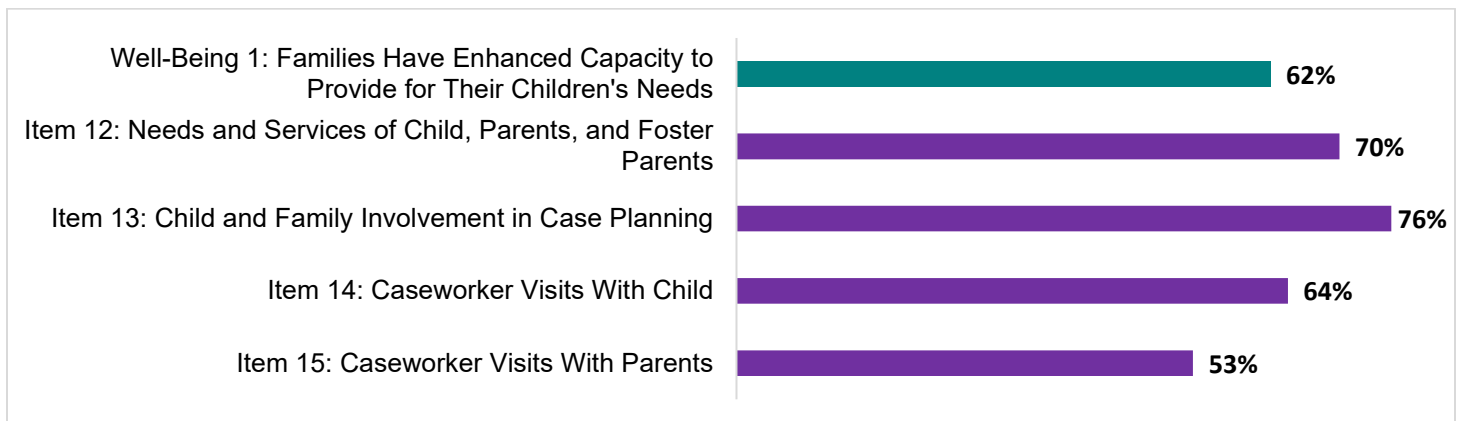 Well-Being 1: Families Have Enhanced Capacity to
Provide for Their Children's Needs
62%
Item 12: Needs and Services of Child, Parents, and Foster
Parents
70%
Item 13: Child and Family Involvement in Case Planning
76%
Item 14: Caseworker Visits With Child
64%
Item 15: Caseworker Visits With Parents
53%